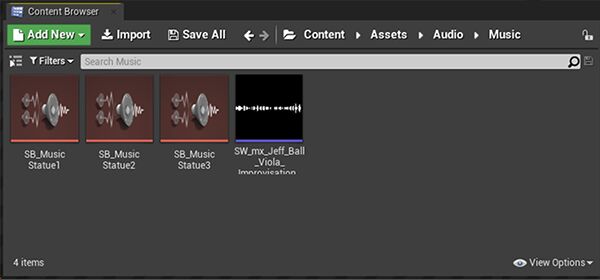 Content Browser
Add New Import Save All Content Assets Audio Music
Filters Search Music
SB_Music
Statue1
SB_Music
Statue2
SB_Music
Statue3
SW_mx_Jeff_Ball
_Viola_
Improvisation
4 items View Options